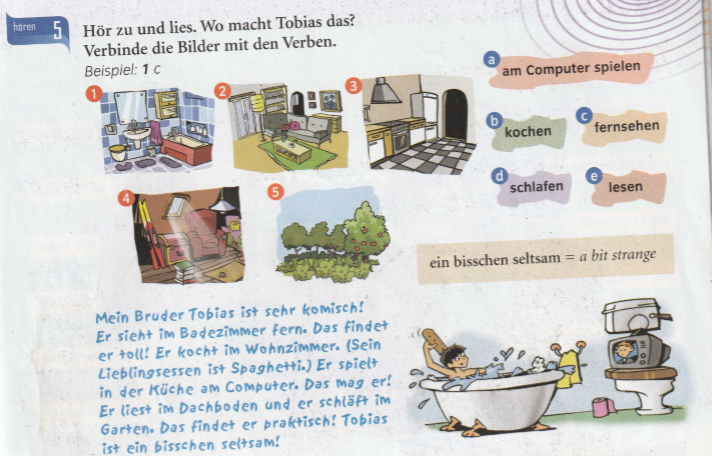 hören 5
Hör zu und lies. Wo macht Tobias das?
Verbinde die Bilder mit den Verben.
Beispiel: 1 c
1
2
3
a am Computer spielen
b kochen
c fernsehen
d schlafen
e lesen
4
5
ein bisschen seltsam = a bit strange
Mein Bruder Tobias ist sehr komisch!
Er sieht im Badezimmer fern. Das findet
er toll! Er kocht im Wohnzimmer. (Sein
Lieblingsessen ist Spaghetti.) Er spielt
in der Küche am Computer. Das mag er!
Er liest im Dachboden und er schläft im
Garten. Das findet er praktisch! Tobias
ist ein bisschen seltsam!